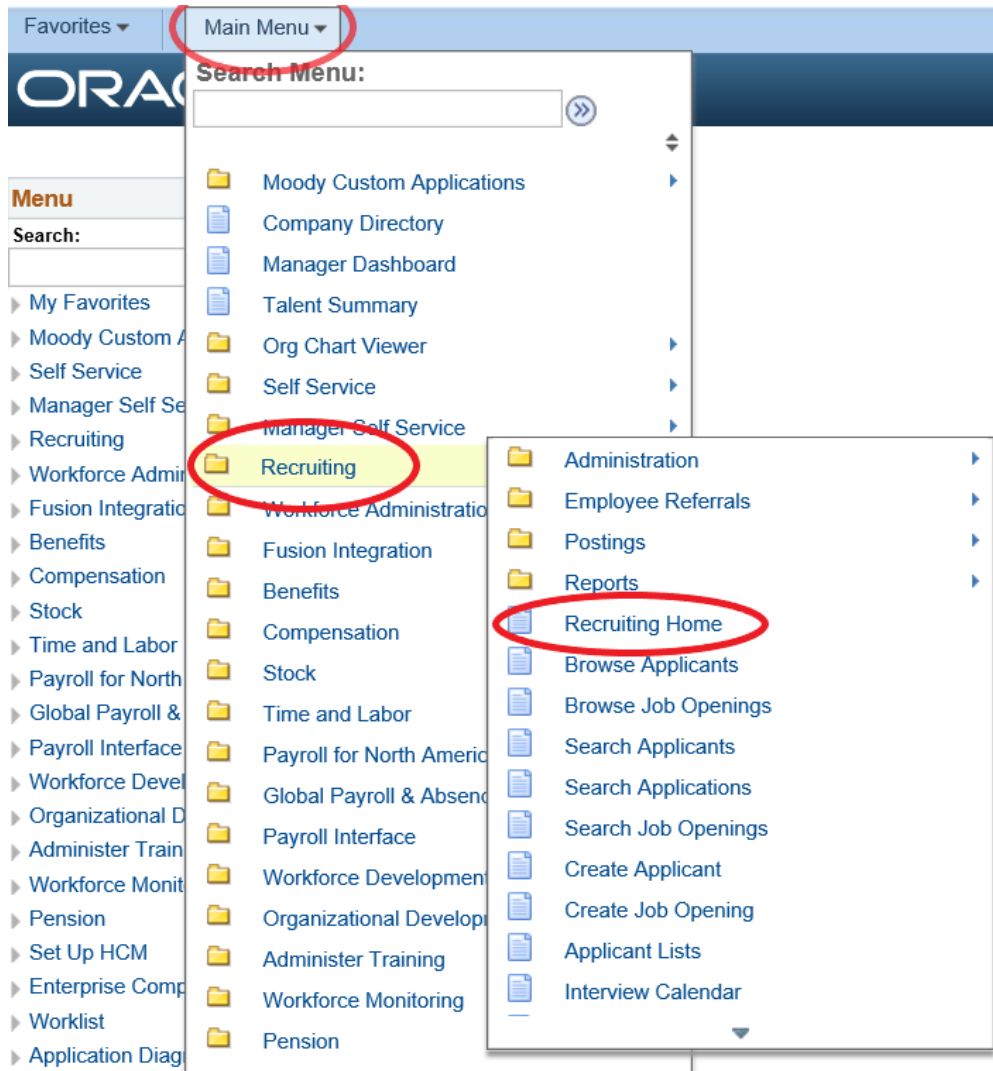 Favorites
Main Menu
ORAC
Menu
Search:
My Favorites
Moody Custom A
Self Service
Manager Self Se
Recruiting
Workforce Admin
Fusion Integratio
Benefits
Compensation
Stock
Time and Labor
Payroll for North
Global Payroll &
Payroll Interface
Workforce Devel
Organizational D
Administer Train
Workforce Monit
Pension
Set Up HCM
Enterprise Comp
Worklist
Application Diag
Search Menu:
Moody Custom Applications
Company Directory
Manager Dashboard
Talent Summary
Org Chart Viewer
Self Service
Manager Self Service
Recruiting
Workforce Administratio
Fusion Integration
Benefits
Compensation
Stock
Time and Labor
Payroll for North Americ
Global Payroll & Absenc
Payroll Interface
Workforce Development
Organizational Develop
Administer Training
Workforce Monitoring
Pension
Administration
Employee Referrals
Postings
Reports
Recruiting Home
Browse Applicants
Browse Job Openings
Search Applicants
Search Applications
Search Job Openings
Create Applicant
Create Job Opening
Applicant Lists
Interview Calendar